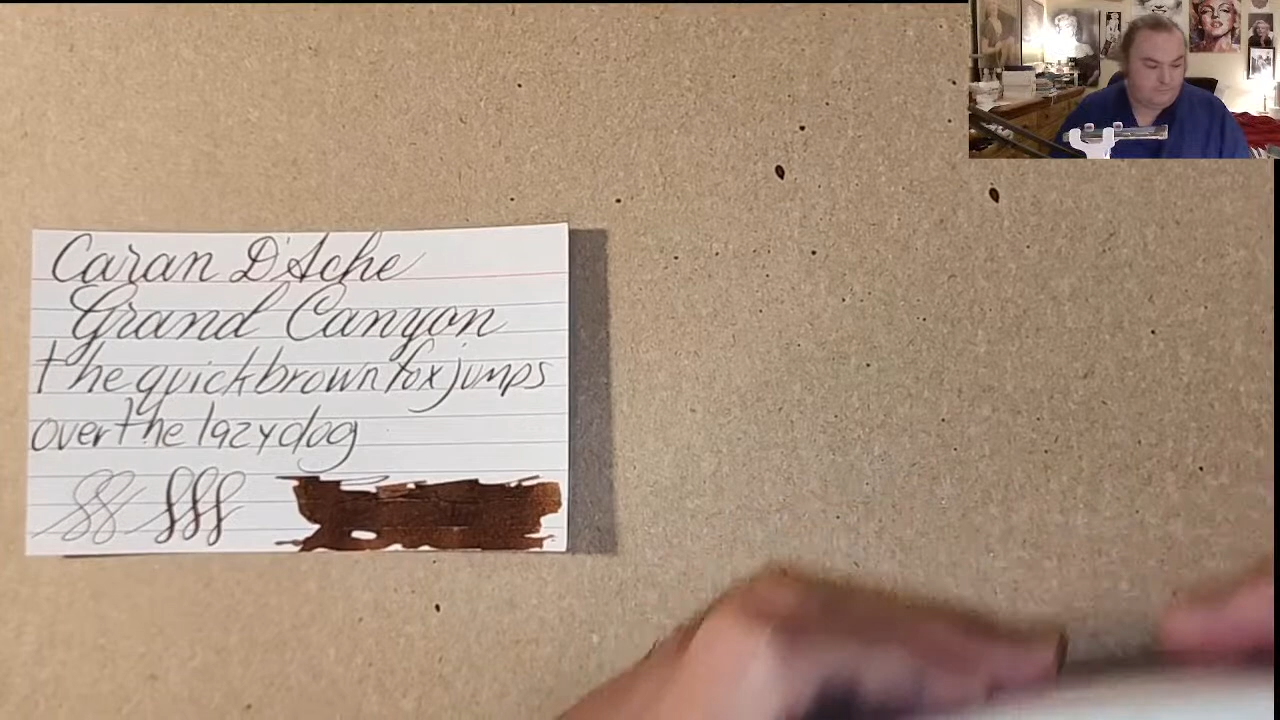 Caran D'Ache
Grand Canyon
the quick brown fox jumps
over the lazy dog